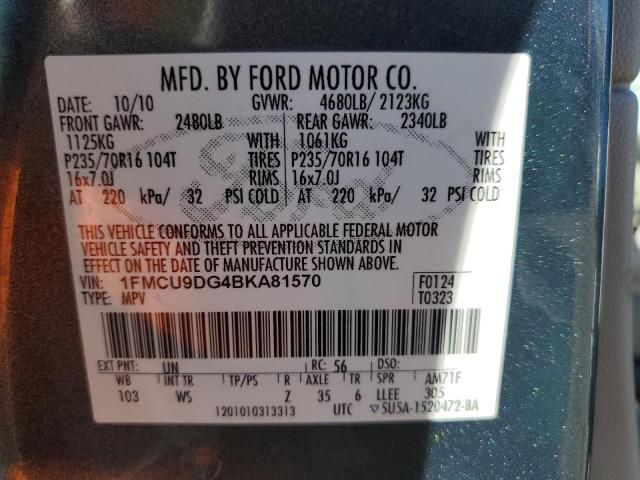 MFD. BY FORD MOTOR CO.
DATE: 10/10 GVWR: 4680LB/ 2123KG
FRONT GAWR: 2480LB REAR GAWR: 2340LB
1125KG WITH 1061KG WITH
P235/70R16 104T TIRES P235/70R16 104T TIRES
16x7.0J RIMS 16x7.0J RIMS
AT 220 kPa/ 32 PSI COLD AT 220 kPa/ 32 PSI COLD
THIS VEHICLE CONFORMS TO ALL APPLICABLE FEDERAL MOTOR
VEHICLE SAFETY AND THEFT PREVENTION STANDARDS IN
EFFECT ON THE DATE OF MANUFACTURE SHOWN ABOVE.
VIN: 1FMCU9DG4BKA81570 F0124
TYPE: MPV T0323
EXT PNT: UN RC: 56 DSO:
WB INT TR TP/PS R AXLE TR SPR AM71F
103 WS Z 35 6 LLEE 305
1201010313313 UTC 5U5A-1520472-BA